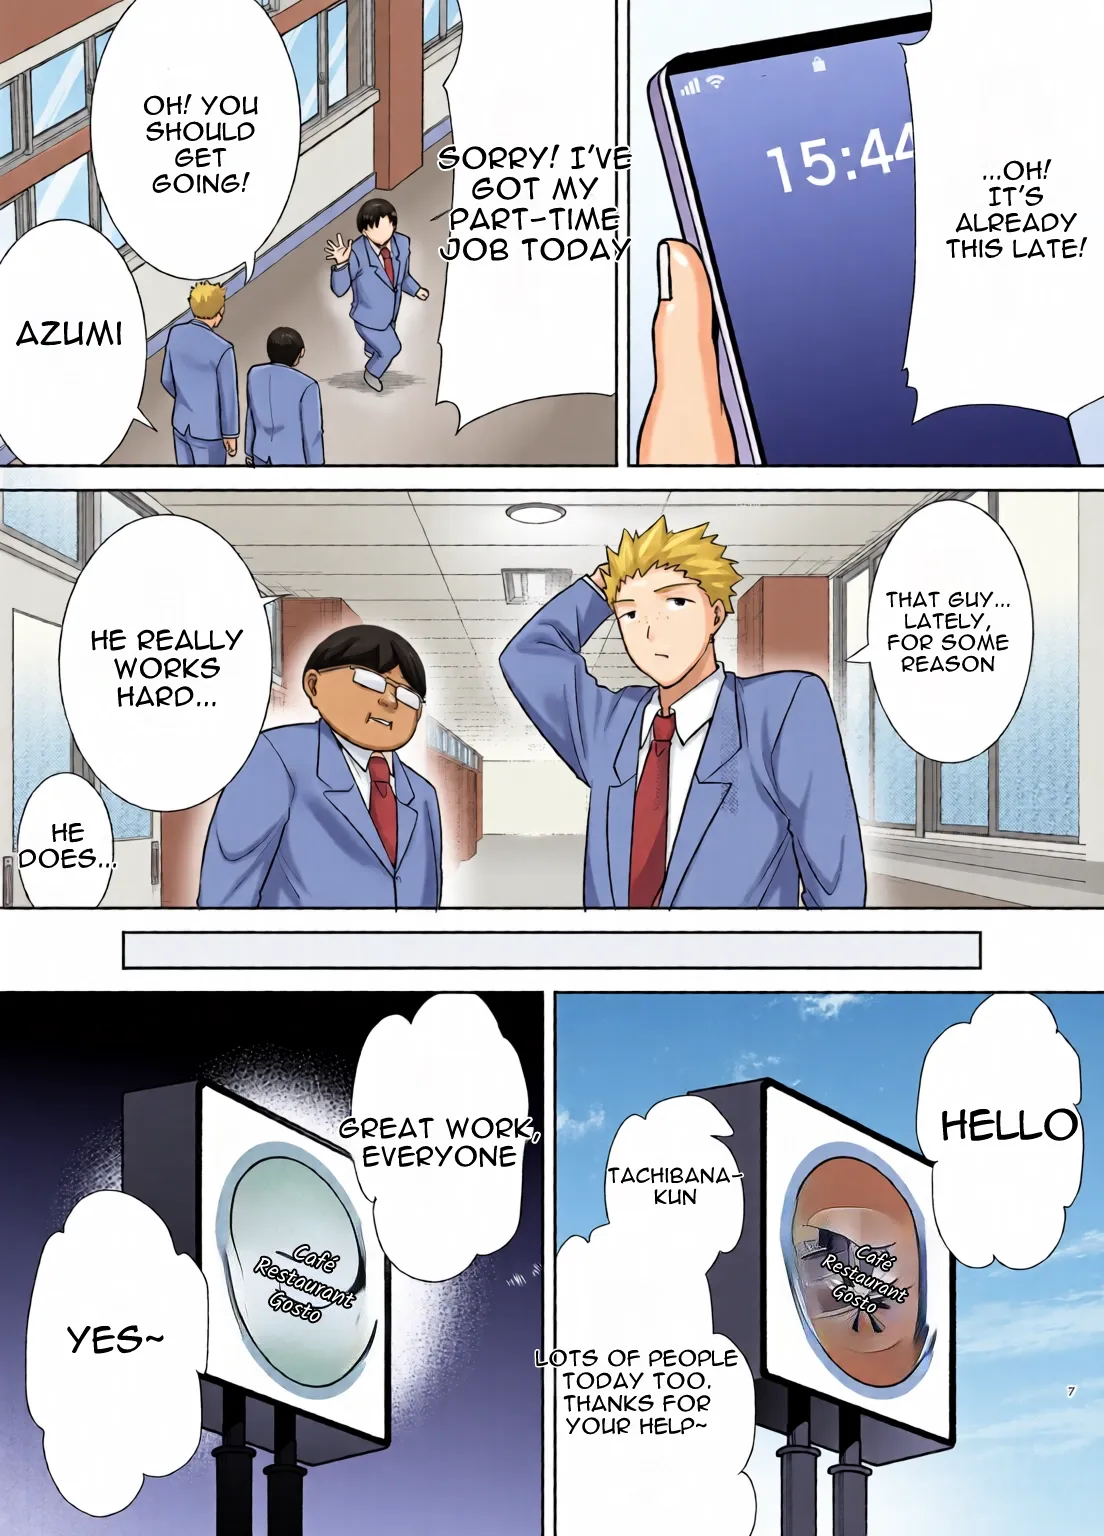 ...OH!
IT'S
ALREADY
THIS LATE!
15:44
SORRY! I'VE
GOT MY
PART-TIME
JOB TODAY
OH! YOU
SHOULD
GET
GOING!
AZUMI
THAT GUY...
LATELY,
FOR SOME
REASON
HE REALLY
WORKS
HARD...
HE
DOES...
HELLO
TACHIBANA-
KUN
LOTS OF PEOPLE
TODAY TOO.
THANKS FOR
YOUR HELP~
Café
Restaurant
Gosto
GREAT WORK,
EVERYONE
YES~
Café
Restaurant
Gosto
7